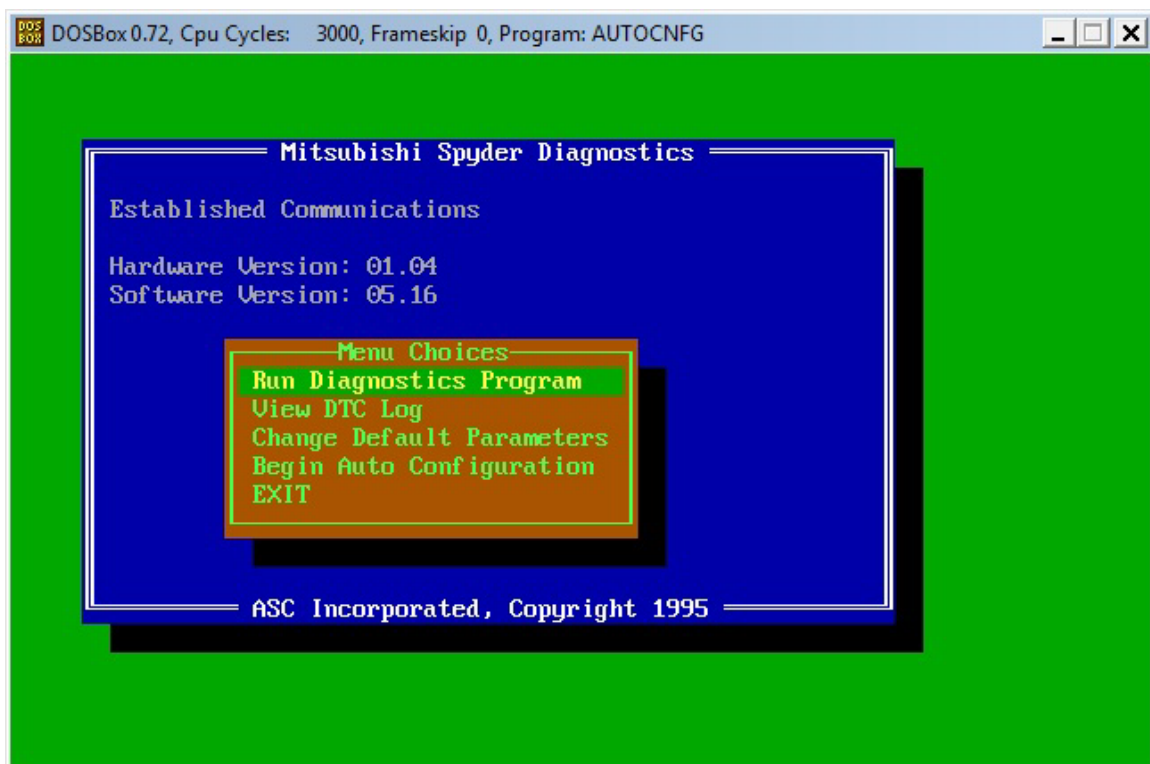 DOS
BOX
DOSBox 0.72, Cpu Cycles: 3000, Frameskip 0, Program: AUTOCNFG
Mitsubishi Spyder Diagnostics
Established Communications
Hardware Version: 01.04
Software Version: 05.16
Menu Choices
Run Diagnostics Program
View DTC Log
Change Default Parameters
Begin Auto Configuration
EXIT
ASC Incorporated, Copyright 1995